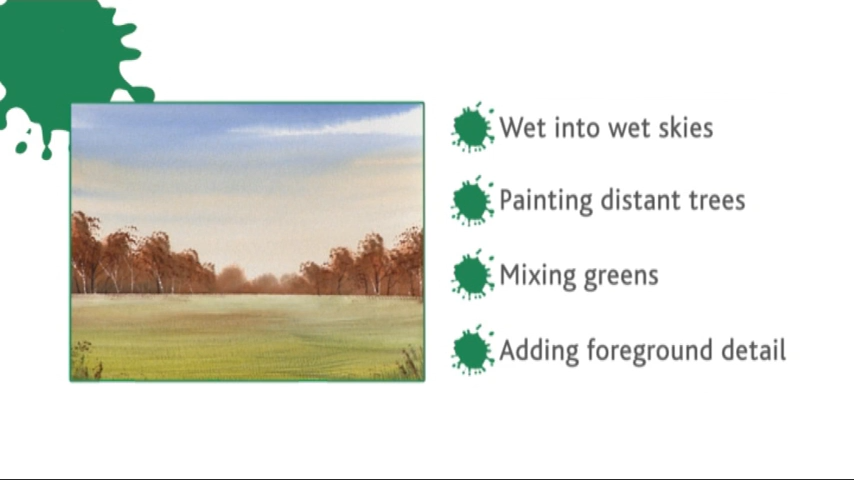 Wet into wet skies
Painting distant trees
Mixing greens
Adding foreground detail